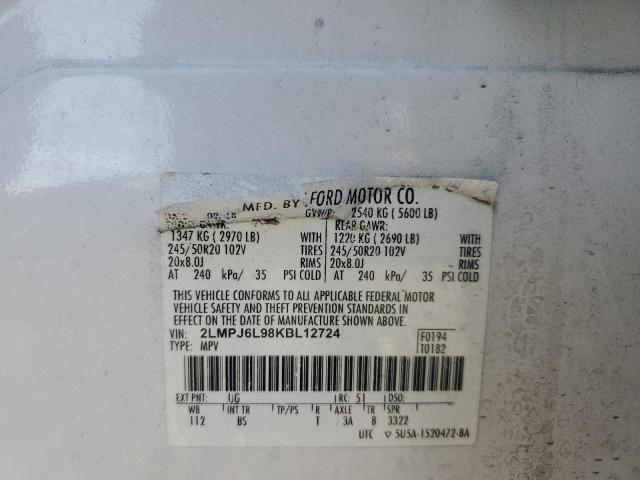 MFD. BY FORD MOTOR CO.
GVWR: 2540 KG ( 5600 LB)
REAR GAWR:
1347 KG ( 2970 LB) WITH 1220 KG ( 2690 LB) WITH
245/50R20 102V TIRES 245/50R20 102V TIRES
20x8.0J RIMS 20x8.0J RIMS
AT 240 kPa/ 35 PSI COLD AT 240 kPa/ 35 PSI COLD
THIS VEHICLE CONFORMS TO ALL APPLICABLE FEDERAL MOTOR
VEHICLE SAFETY AND THEFT PREVENTION STANDARDS IN
EFFECT ON THE DATE OF MANUFACTURE SHOWN ABOVE.
VIN: 2LMPJ6L98KBL12724 F0194
TYPE: MPV T0182
EXT PNT: UG RC: 51 DSO:
WB INT TR TP/PS R AXLE TR SPR
112 BS T 3A 8 3322
UTC ▽ 5U5A-1520472-BA